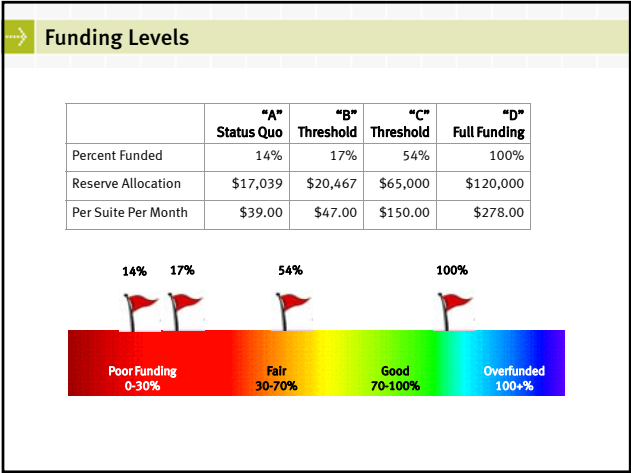 Funding Levels
“A” “B” “C” “D”
Status Quo Threshold Threshold Full Funding
Percent Funded 14% 17% 54% 100%
Reserve Allocation $17,039 $20,467 $65,000 $120,000
Per Suite Per Month $39.00 $47.00 $150.00 $278.00
14% 17% 54% 100%
Poor Funding Fair Good Overfunded
0-30% 30-70% 70-100% 100+%